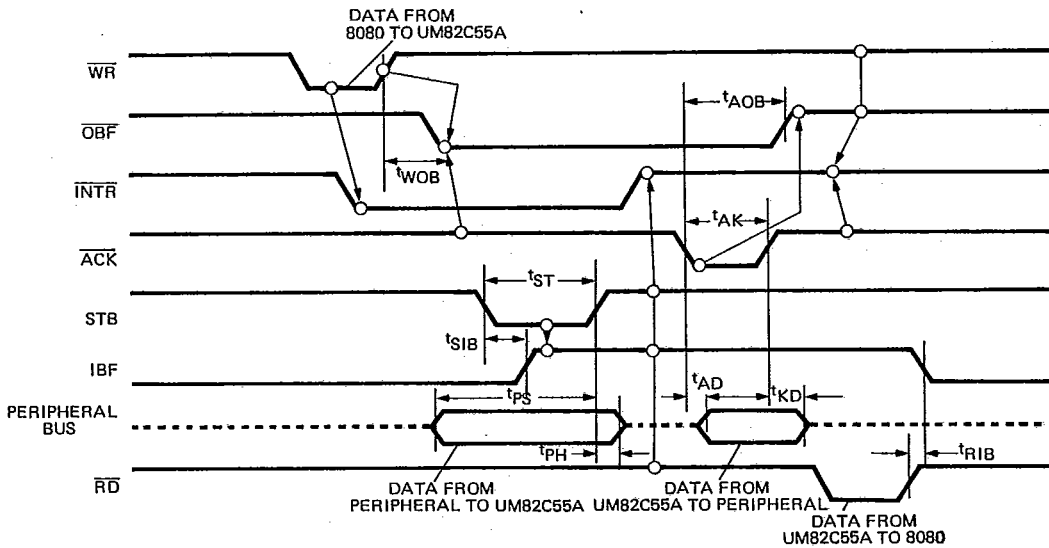 DATA FROM
8080 TO UM82C55A
WR
tAOB
OBF
tWOB
INTR
tAK
ACK
tST
STB
tSIB
IBF
tAD
tKD
tPS
PERIPHERAL
BUS
tPH
tRIB
RD
DATA FROM
PERIPHERAL TO UM82C55A
DATA FROM
UM82C55A TO PERIPHERAL
DATA FROM
UM82C55A TO 8080